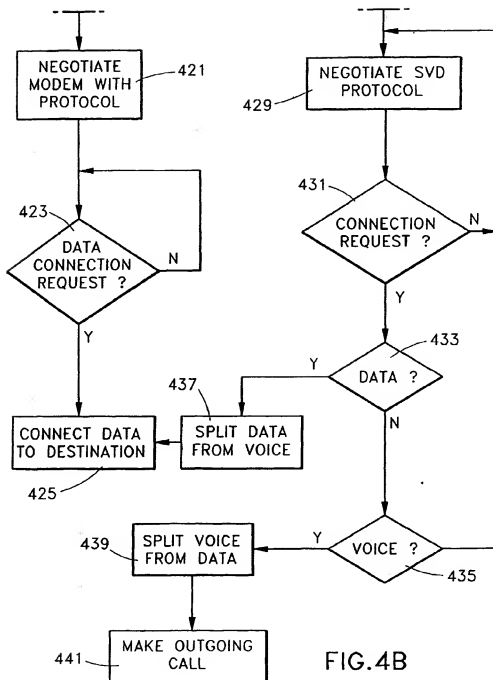 NEGOTIATE
MODEM WITH
PROTOCOL
421
NEGOTIATE SVD
PROTOCOL
429
423
DATA
CONNECTION
REQUEST ?
N
Y
431
CONNECTION
REQUEST ?
N
Y
433
DATA ?
Y
N
437
SPLIT DATA
FROM VOICE
CONNECT DATA
TO DESTINATION
425
439
SPLIT VOICE
FROM DATA
Y
VOICE ?
435
MAKE OUTGOING
CALL
441
FIG.4B